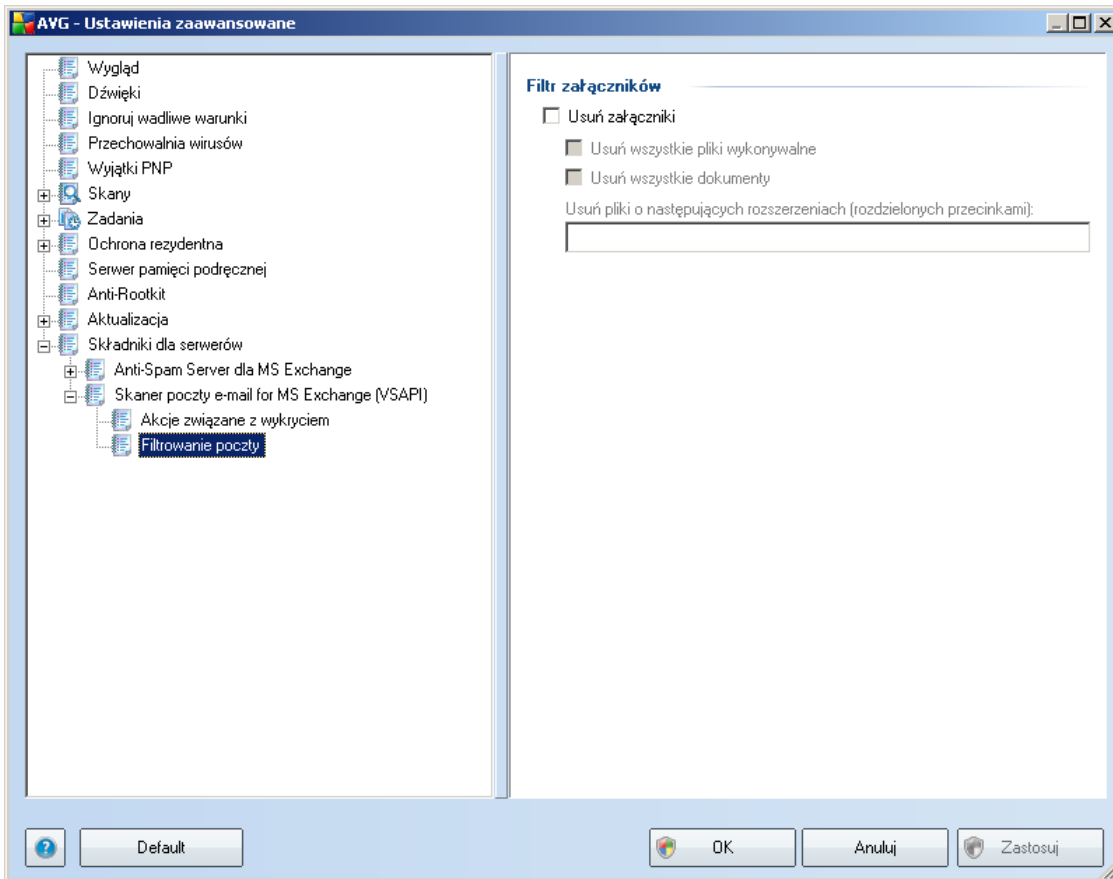 AVG - Ustawienia zaawansowane
Wygląd
Dźwięki
Ignoruj wadliwe warunki
Przechowalnia wirusów
Wyjątki PNP
Skany
Zadania
Ochrona rezydentna
Serwer pamięci podręcznej
Anti-Rootkit
Aktualizacja
Składniki dla serwerów
Anti-Spam Server dla MS Exchange
Skaner poczty e-mail for MS Exchange (VSAPI)
Akcje związane z wykryciem
Filtrowanie poczty
Filtr załączników
Usuń załączniki
Usuń wszystkie pliki wykonywalne
Usuń wszystkie dokumenty
Usuń pliki o następujących rozszerzeniach (rozdzielonych przecinkami):
Default
OK
Anuluj
Zastosuj